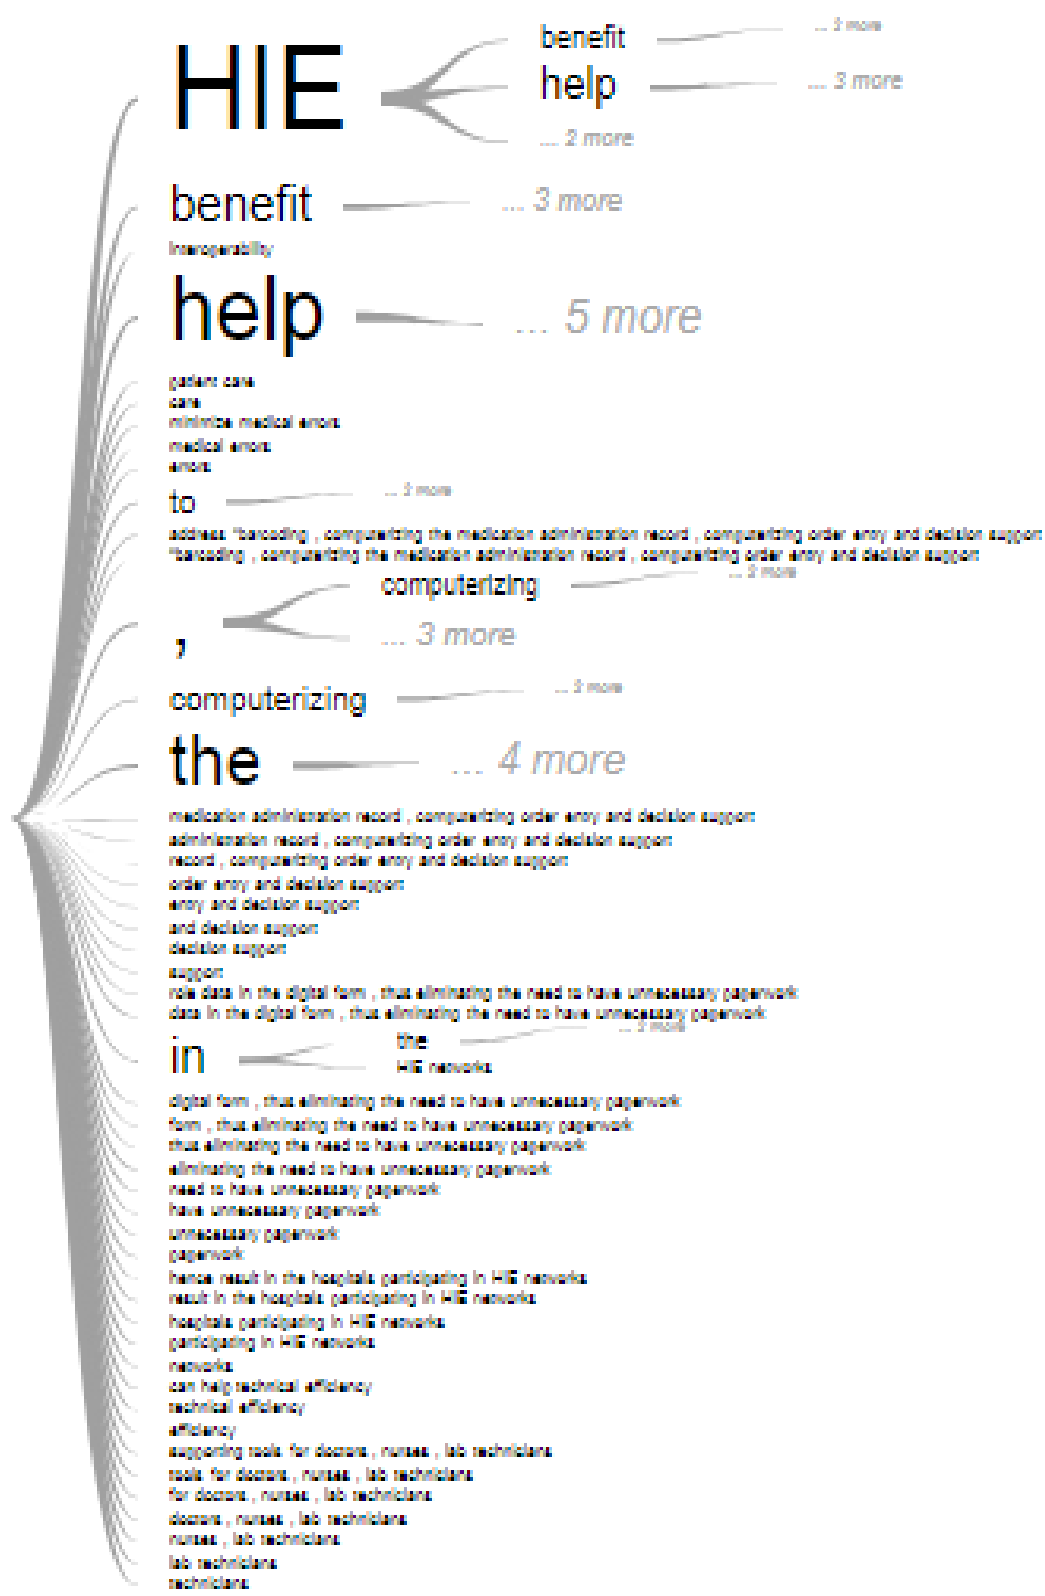 HIE
benefit ... 2 more
help ... 3 more
... 2 more
benefit ... 3 more
interoperability
help ... 5 more
patient care
care
minimize medical errors
medical errors
errors
to ... 2 more
address "barcoding , computerizing the medication administration record , computerizing order entry and decision support
"barcoding , computerizing the medication administration record , computerizing order entry and decision support
, computerizing ... 2 more
... 3 more
computerizing ... 2 more
the ... 4 more
medication administration record , computerizing order entry and decision support
administration record , computerizing order entry and decision support
record , computerizing order entry and decision support
order entry and decision support
entry and decision support
and decision support
decision support
support
role data in the digital form , thus eliminating the need to have unnecessary paperwork
data in the digital form , thus eliminating the need to have unnecessary paperwork
in the ... 2 more
HIE networks
digital form , thus eliminating the need to have unnecessary paperwork
form , thus eliminating the need to have unnecessary paperwork
thus eliminating the need to have unnecessary paperwork
eliminating the need to have unnecessary paperwork
need to have unnecessary paperwork
have unnecessary paperwork
unnecessary paperwork
paperwork
hence result in the hospitals participating in HIE networks
result in the hospitals participating in HIE networks
hospitals participating in HIE networks
participating in HIE networks
networks
can help technical efficiency
technical efficiency
efficiency
supporting tools for doctors , nurses , lab technicians
tools for doctors , nurses , lab technicians
for doctors , nurses , lab technicians
doctors , nurses , lab technicians
nurses , lab technicians
lab technicians
technicians